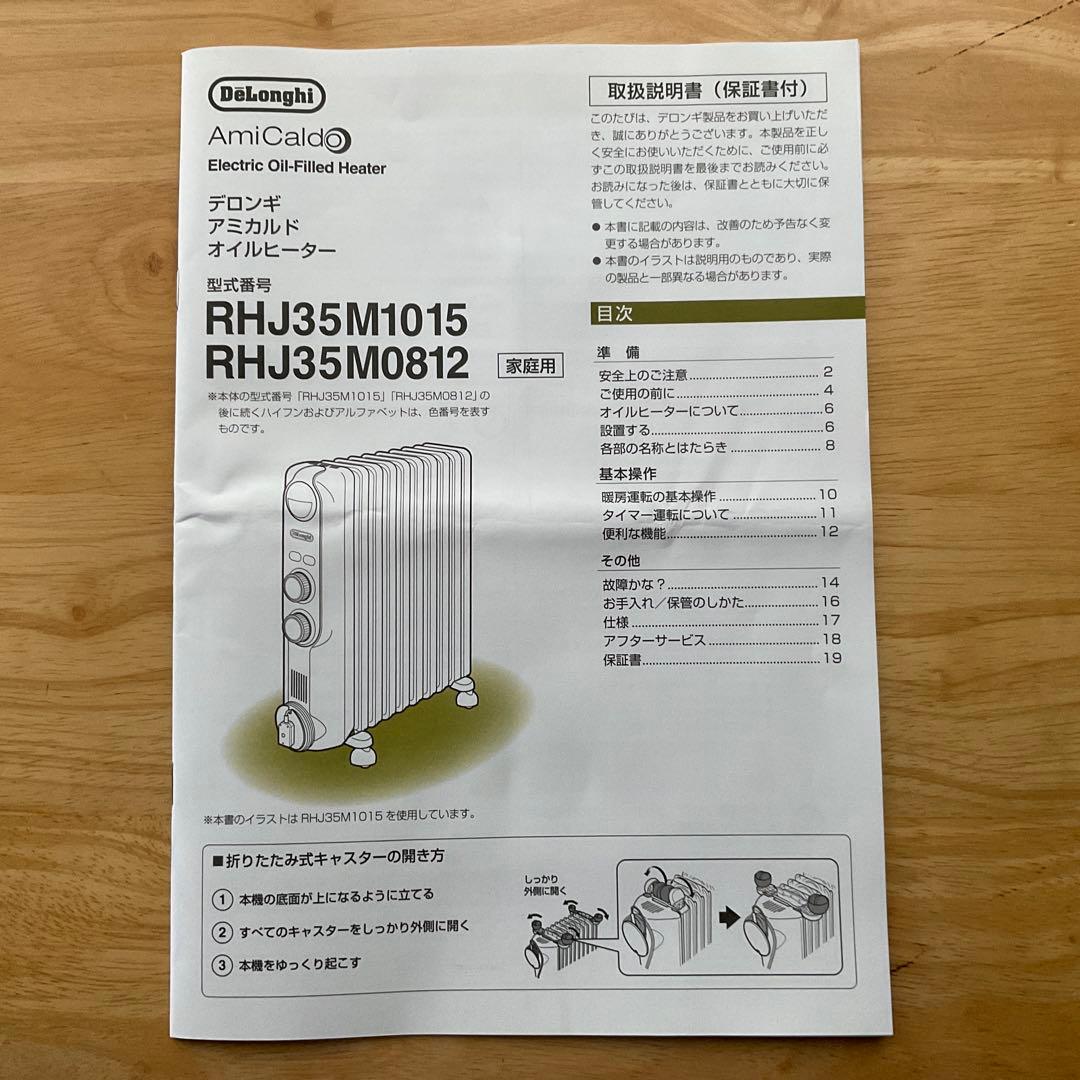 DeLonghi
AmiCaldo
Electric Oil-Filled Heater
デロンギ
アミカルド
オイルヒーター
型式番号
RHJ35M1015
RHJ35M0812
家庭用
※本体の型式番号「RHJ35M1015」「RHJ35M0812」の
後に続くハイフンおよびアルファベットは、色番号を表す
ものです。
DeLonghi
※本書のイラストは RHJ35M1015 を使用しています。
取扱説明書（保証書付）
このたびは、デロンギ製品をお買い上げいただ
き、誠にありがとうございます。本製品を正し
く安全にお使いいただくために、ご使用前に必
ずこの取扱説明書を最後までお読みください。
お読みになった後は、保証書とともに大切に保
管してください。
● 本書に記載の内容は、改善のため予告なく変
更する場合があります。
● 本書のイラストは説明用のものであり、実際
の製品と一部異なる場合があります。
目次
準 備
安全上のご注意 2
ご使用の前に 4
オイルヒーターについて 6
設置する 6
各部の名称とはたらき 8
基本操作
暖房運転の基本操作 10
タイマー運転について 11
便利な機能 12
その他
故障かな？ 14
お手入れ／保管のしかた 16
仕様 17
アフターサービス 18
保証書 19
■折りたたみ式キャスターの開き方
① 本機の底面が上になるように立てる
② すべてのキャスターをしっかり外側に開く
③ 本機をゆっくり起こす
しっかり
外側に開く